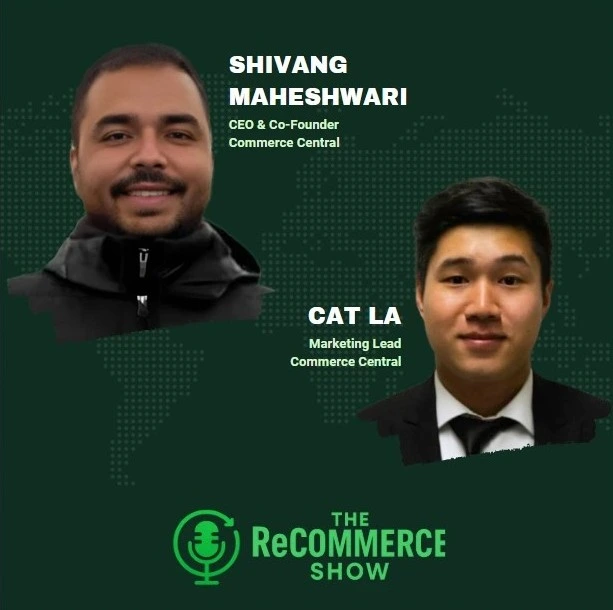 SHIVANG
MAHESHWARI
CEO & Co-Founder
Commerce Central
CAT LA
Marketing Lead
Commerce Central
THE
ReCOMMERCE
SHOW